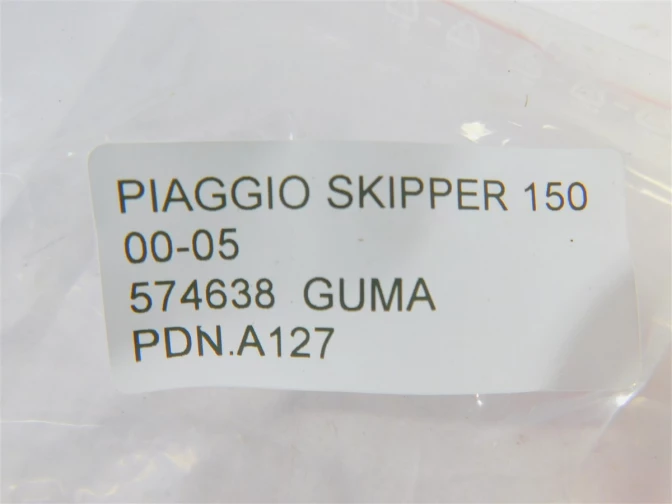 PIAGGIO SKIPPER 150
00-05
574638 GUMA
PDN.A127